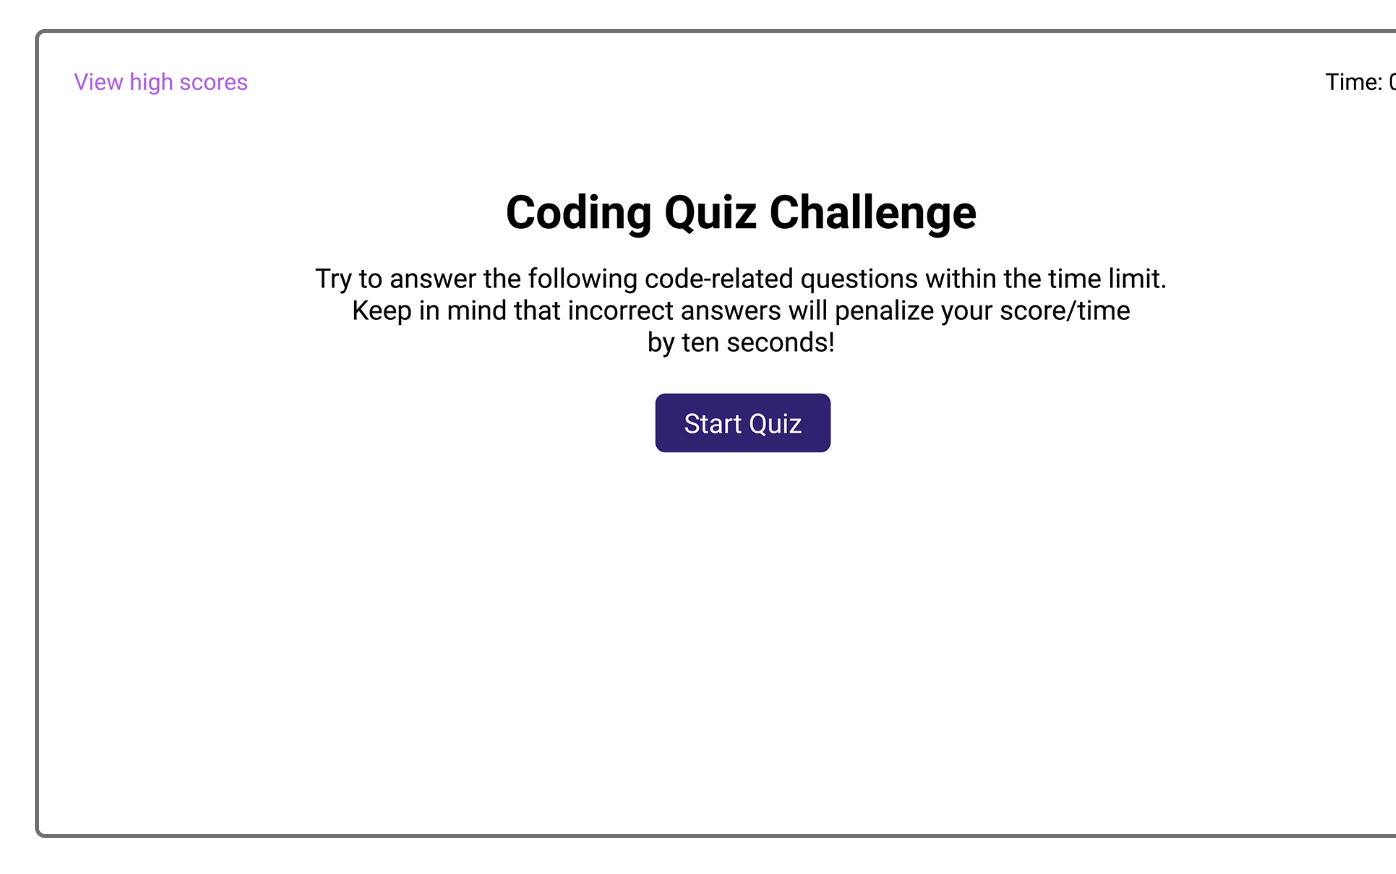 View high scores
Time: 0
Coding Quiz Challenge
Try to answer the following code-related questions within the time limit.
Keep in mind that incorrect answers will penalize your score/time
by ten seconds!
Start Quiz